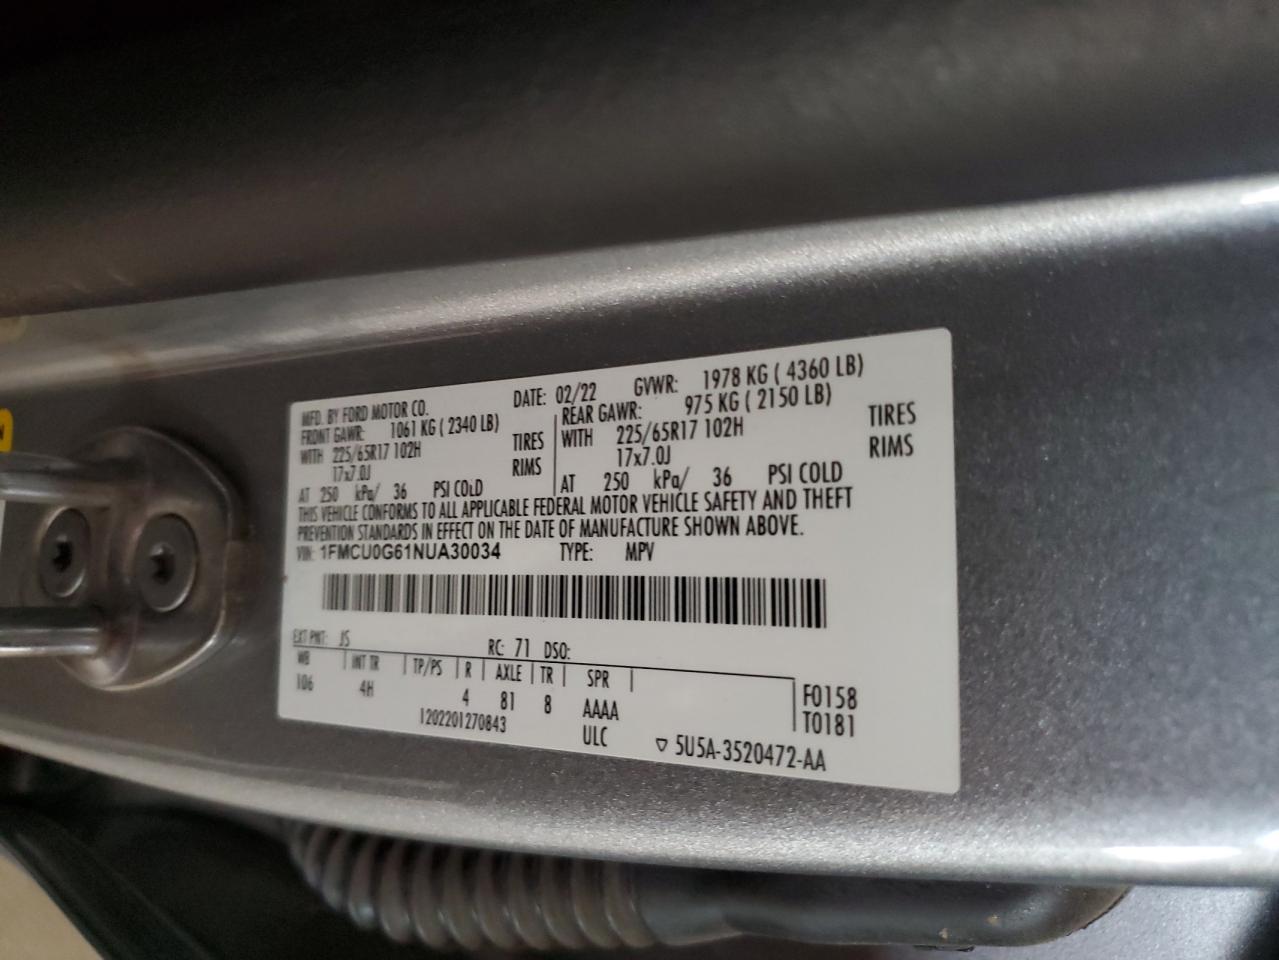 MFD. BY FORD MOTOR CO. DATE: 02/22 GVWR: 1978 KG ( 4360 LB)
FRONT GAWR: 1061 KG ( 2340 LB) REAR GAWR: 975 KG ( 2150 LB)
WITH 225/65R17 102H TIRES WITH 225/65R17 102H TIRES
17x7.0J RIMS 17x7.0J RIMS
AT 250 kPa/ 36 PSI COLD AT 250 kPa/ 36 PSI COLD
THIS VEHICLE CONFORMS TO ALL APPLICABLE FEDERAL MOTOR VEHICLE SAFETY AND THEFT
PREVENTION STANDARDS IN EFFECT ON THE DATE OF MANUFACTURE SHOWN ABOVE.
VIN: 1FMCU0G61NUA30034 TYPE: MPV
EXT PNT: JS RC: 71 DSO:
WB INT TR TP/PS R AXLE TR SPR
106 4H 4 81 8 AAAA F0158
1202201270843 ULC T0181
▽ 5U5A-3520472-AA